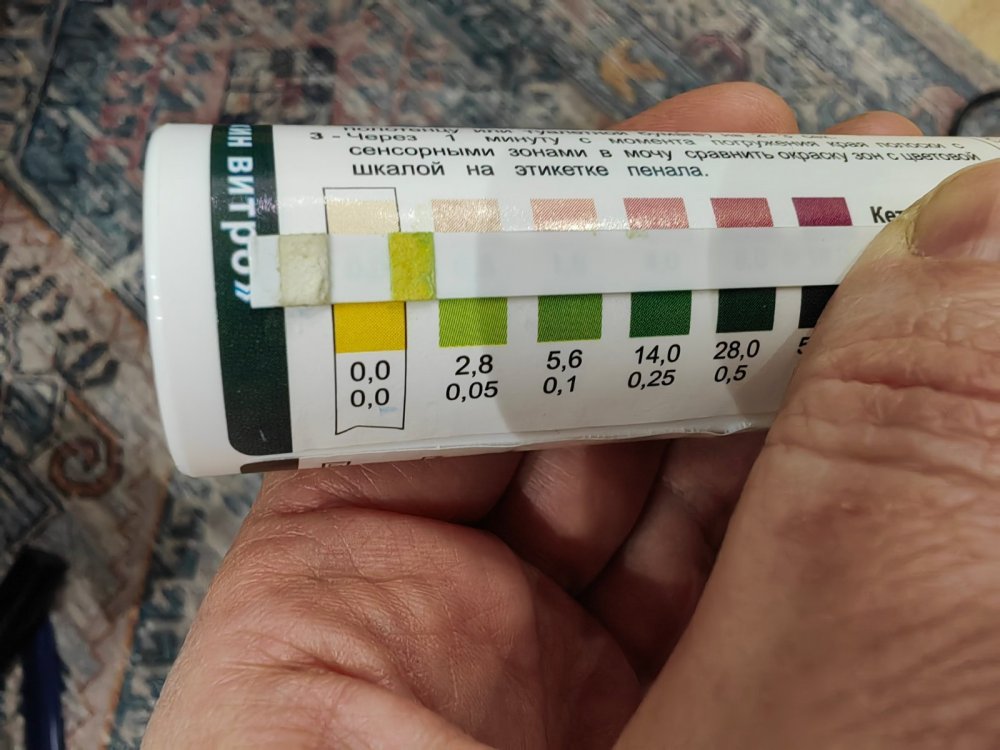 3 - Через 1 минуту с момента погружения края полоски с
сенсорными зонами в мочу сравнить окраску зон с цветовой
шкалой на этикетке пенала.
ИН ВИТРО»
0,0 2,8 5,6 14,0 28,0
0,0 0,05 0,1 0,25 0,5